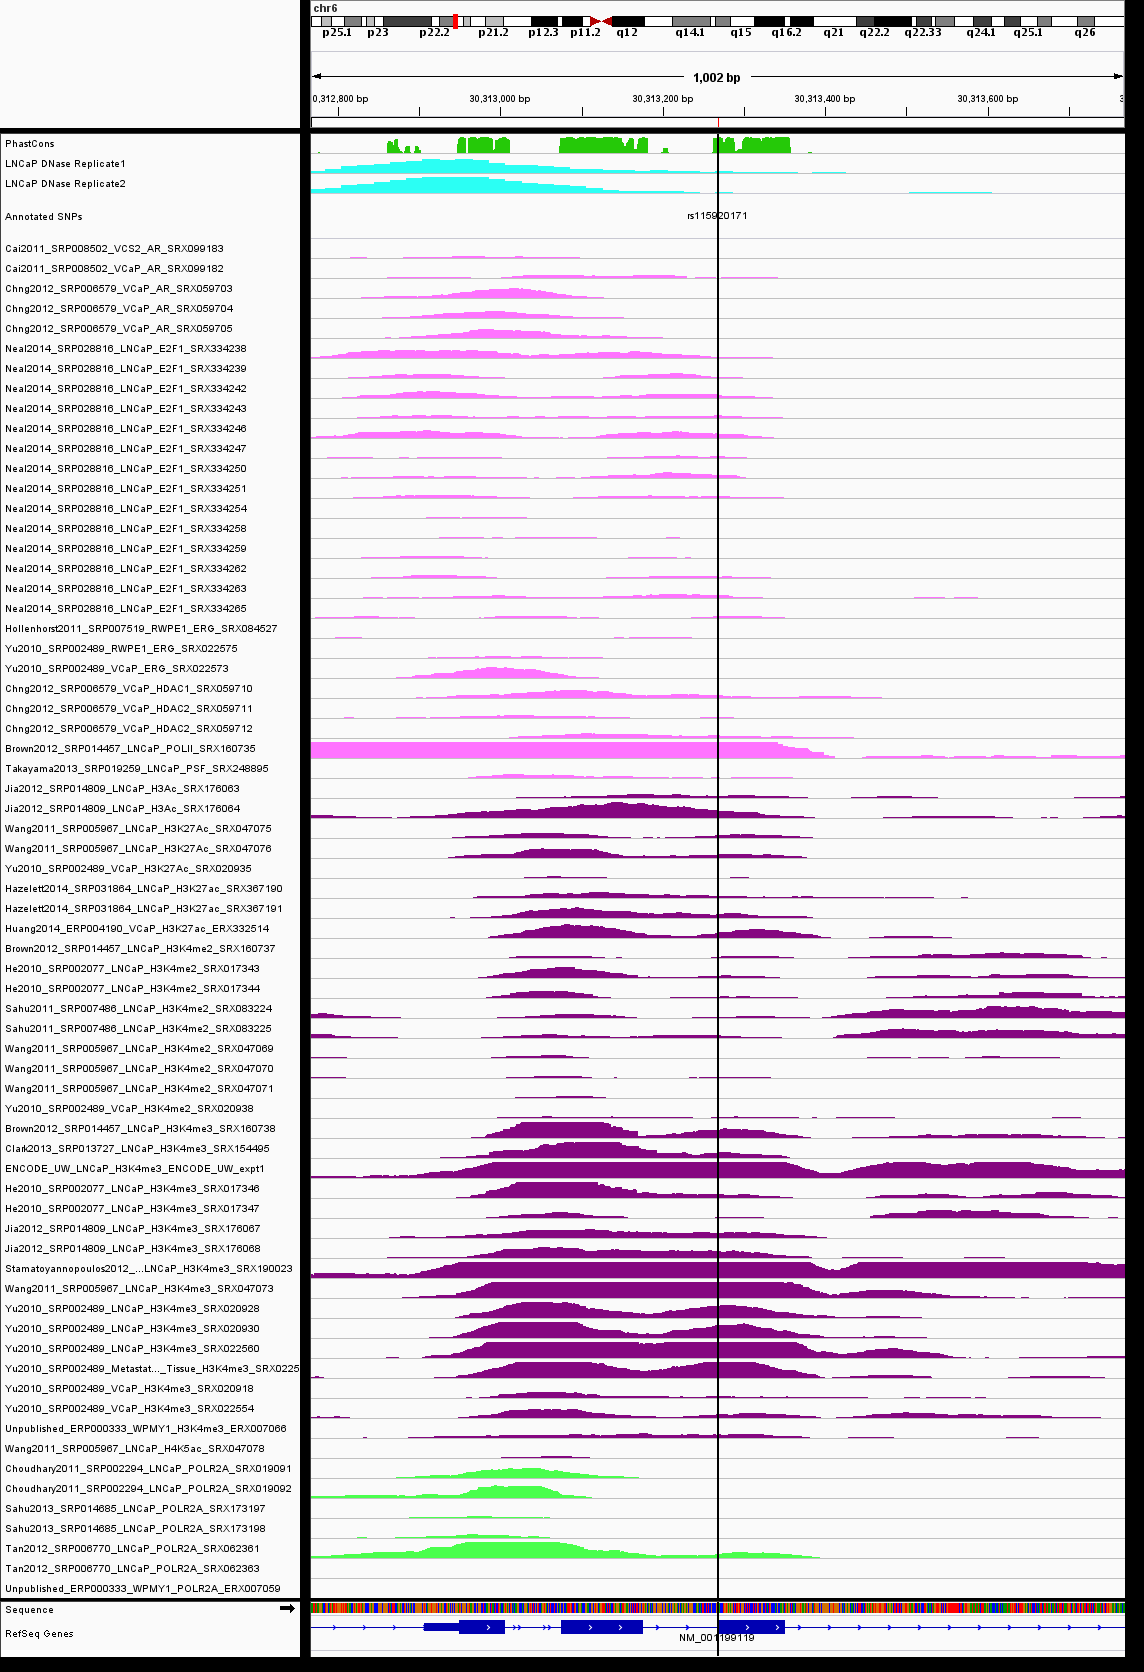 chr6
p25.1 p23 p22.2 p21.2 p12.3 p11.2 q12 q14.1 q15 q16.2 q21 q22.2 q22.33 q24.1 q25.1 q26
1,002 bp
0,312,800 bp 30,313,000 bp 30,313,200 bp 30,313,400 bp 30,313,600 bp 3
PhastCons
LNCaP DNase Replicate1
LNCaP DNase Replicate2
Annotated SNPs rs115920171
Cai2011_SRP008502_VCS2_AR_SRX099183
Cai2011_SRP008502_VCaP_AR_SRX099182
Chng2012_SRP006579_VCaP_AR_SRX059703
Chng2012_SRP006579_VCaP_AR_SRX059704
Chng2012_SRP006579_VCaP_AR_SRX059705
Neal2014_SRP028816_LNCaP_E2F1_SRX334238
Neal2014_SRP028816_LNCaP_E2F1_SRX334239
Neal2014_SRP028816_LNCaP_E2F1_SRX334242
Neal2014_SRP028816_LNCaP_E2F1_SRX334243
Neal2014_SRP028816_LNCaP_E2F1_SRX334246
Neal2014_SRP028816_LNCaP_E2F1_SRX334247
Neal2014_SRP028816_LNCaP_E2F1_SRX334250
Neal2014_SRP028816_LNCaP_E2F1_SRX334251
Neal2014_SRP028816_LNCaP_E2F1_SRX334254
Neal2014_SRP028816_LNCaP_E2F1_SRX334258
Neal2014_SRP028816_LNCaP_E2F1_SRX334259
Neal2014_SRP028816_LNCaP_E2F1_SRX334262
Neal2014_SRP028816_LNCaP_E2F1_SRX334263
Neal2014_SRP028816_LNCaP_E2F1_SRX334265
Hollenhorst2011_SRP007519_RWPE1_ERG_SRX084527
Yu2010_SRP002489_RWPE1_ERG_SRX022575
Yu2010_SRP002489_VCaP_ERG_SRX022573
Chng2012_SRP006579_VCaP_HDAC1_SRX059710
Chng2012_SRP006579_VCaP_HDAC2_SRX059711
Chng2012_SRP006579_VCaP_HDAC2_SRX059712
Brown2012_SRP014457_LNCaP_POLII_SRX160735
Takayama2013_SRP019259_LNCaP_PSF_SRX248895
Jia2012_SRP014809_LNCaP_H3Ac_SRX176063
Jia2012_SRP014809_LNCaP_H3Ac_SRX176064
Wang2011_SRP005967_LNCaP_H3K27Ac_SRX047075
Wang2011_SRP005967_LNCaP_H3K27Ac_SRX047076
Yu2010_SRP002489_VCaP_H3K27Ac_SRX020935
Hazelett2014_SRP031864_LNCaP_H3K27ac_SRX367190
Hazelett2014_SRP031864_LNCaP_H3K27ac_SRX367191
Huang2014_ERP004190_VCaP_H3K27ac_ERX332514
Brown2012_SRP014457_LNCaP_H3K4me2_SRX160737
He2010_SRP002077_LNCaP_H3K4me2_SRX017343
He2010_SRP002077_LNCaP_H3K4me2_SRX017344
Sahu2011_SRP007486_LNCaP_H3K4me2_SRX083224
Sahu2011_SRP007486_LNCaP_H3K4me2_SRX083225
Wang2011_SRP005967_LNCaP_H3K4me2_SRX047069
Wang2011_SRP005967_LNCaP_H3K4me2_SRX047070
Wang2011_SRP005967_LNCaP_H3K4me2_SRX047071
Yu2010_SRP002489_VCaP_H3K4me2_SRX020938
Brown2012_SRP014457_LNCaP_H3K4me3_SRX160738
Clark2013_SRP013727_LNCaP_H3K4me3_SRX154495
ENCODE_UW_LNCaP_H3K4me3_ENCODE_UW_expt1
He2010_SRP002077_LNCaP_H3K4me3_SRX017346
He2010_SRP002077_LNCaP_H3K4me3_SRX017347
Jia2012_SRP014809_LNCaP_H3K4me3_SRX176067
Jia2012_SRP014809_LNCaP_H3K4me3_SRX176068
Stamatoyannopoulos2012_...LNCaP_H3K4me3_SRX190023
Wang2011_SRP005967_LNCaP_H3K4me3_SRX047073
Yu2010_SRP002489_LNCaP_H3K4me3_SRX020928
Yu2010_SRP002489_LNCaP_H3K4me3_SRX020930
Yu2010_SRP002489_LNCaP_H3K4me3_SRX022560
Yu2010_SRP002489_Metastat..._Tissue_H3K4me3_SRX0225
Yu2010_SRP002489_VCaP_H3K4me3_SRX020918
Yu2010_SRP002489_VCaP_H3K4me3_SRX022554
Unpublished_ERP000333_WPMY1_H3K4me3_ERX007066
Wang2011_SRP005967_LNCaP_H4K5ac_SRX047078
Choudhary2011_SRP002294_LNCaP_POLR2A_SRX019091
Choudhary2011_SRP002294_LNCaP_POLR2A_SRX019092
Sahu2013_SRP014685_LNCaP_POLR2A_SRX173197
Sahu2013_SRP014685_LNCaP_POLR2A_SRX173198
Tan2012_SRP006770_LNCaP_POLR2A_SRX062361
Tan2012_SRP006770_LNCaP_POLR2A_SRX062363
Unpublished_ERP000333_WPMY1_POLR2A_ERX007059
Sequence
RefSeq Genes NM_001199119